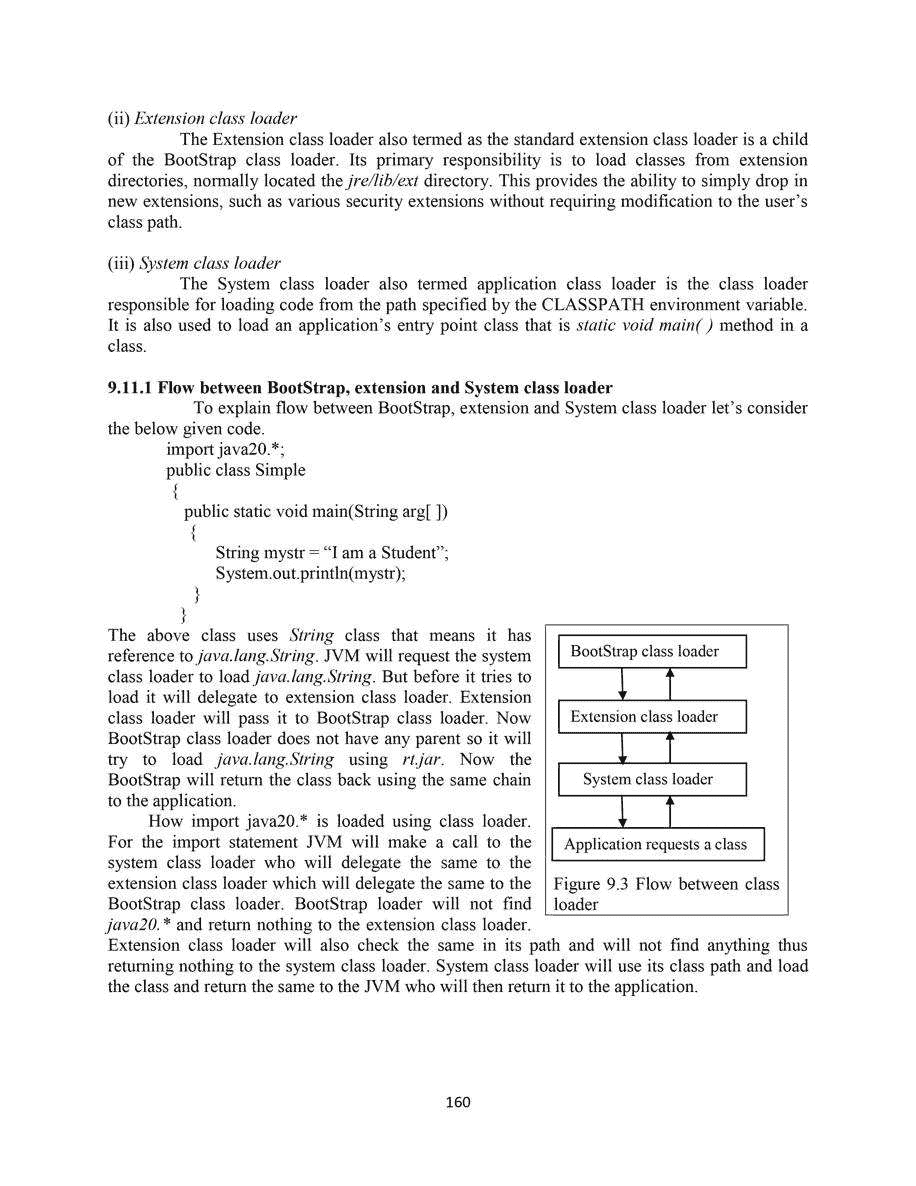 (ii) Extension class loader
The Extension class loader also termed as the standard extension class loader is a child
of the BootStrap class loader. Its primary responsibility is to load classes from extension
directories, normally located the jre/lib/ext directory. This provides the ability to simply drop in
new extensions, such as various security extensions without requiring modification to the user’s
class path.
(iii) System class loader
The System class loader also termed application class loader is the class loader
responsible for loading code from the path specified by the CLASSPATH environment variable.
It is also used to load an application’s entry point class that is static void main( ) method in a
class.
9.11.1 Flow between BootStrap, extension and System class loader
To explain flow between BootStrap, extension and System class loader let’s consider
the below given code.
import java20.*;
public class Simple
{
public static void main(String arg[ ])
{
String mystr = “I am a Student”;
System.out.println(mystr);
}
}
The above class uses String class that means it has
reference to java.lang.String. JVM will request the system
class loader to load java.lang.String. But before it tries to
load it will delegate to extension class loader. Extension
class loader will pass it to BootStrap class loader. Now
BootStrap class loader does not have any parent so it will
try to load java.lang.String using rt.jar. Now the
BootStrap will return the class back using the same chain
to the application.
How import java20.* is loaded using class loader.
For the import statement JVM will make a call to the
system class loader who will delegate the same to the
extension class loader which will delegate the same to the
BootStrap class loader. BootStrap loader will not find
java20.* and return nothing to the extension class loader.
Extension class loader will also check the same in its path and will not find anything thus
returning nothing to the system class loader. System class loader will use its class path and load
the class and return the same to the JVM who will then return it to the application.
BootStrap class loader
Extension class loader
System class loader
Application requests a class
Figure 9.3 Flow between class
loader
160